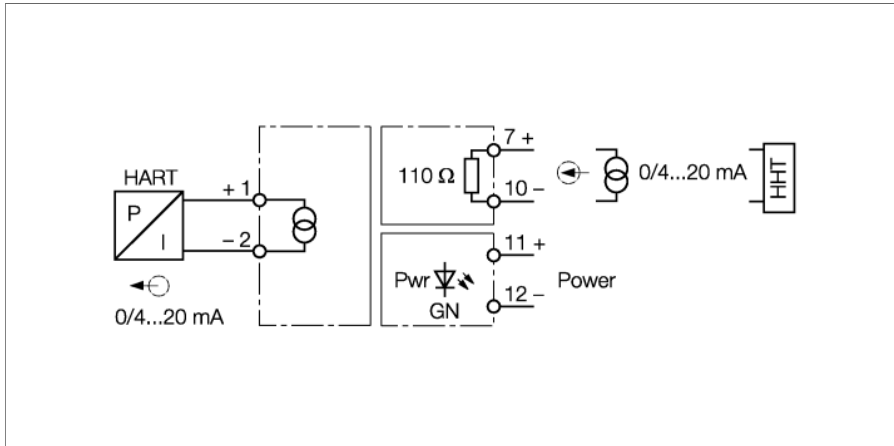 HART
P
I
0/4...20 mA
+ 1
– 2
110 Ω
7 +
10 –
0/4...20 mA
HHT
Pwr
GN
11 +
12 –
Power